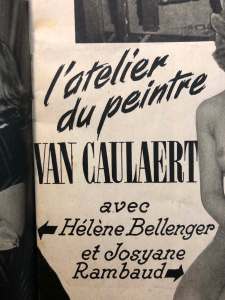 l'atelier
du peintre
VAN CAULAERT
avec
Hélène Bellenger
et Josyane
Rambaud